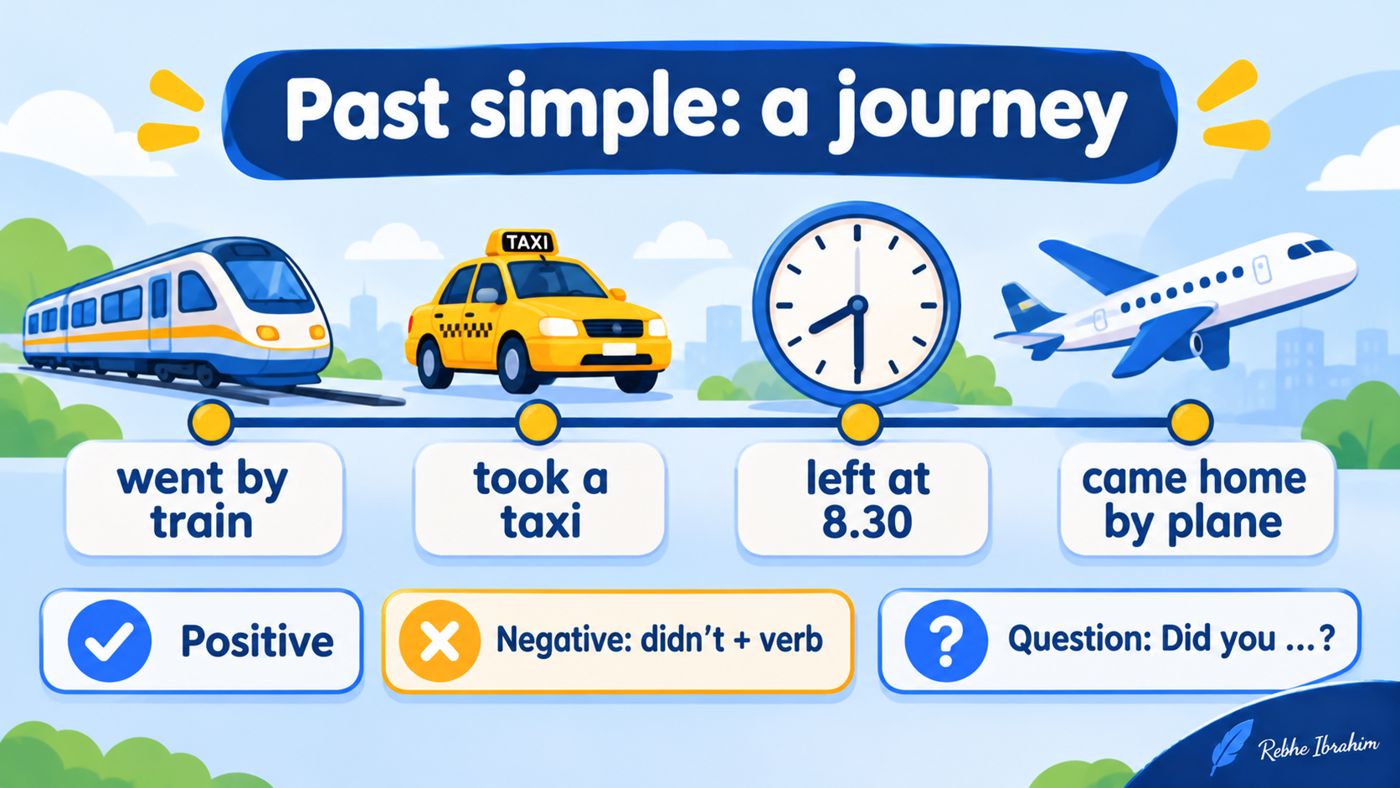 Past simple: a journey
TAXI
went by
train
took a
taxi
left at
8.30
came home
by plane
Positive
Negative: didn’t + verb
Question: Did you ...?
Rebhe Ibrahim